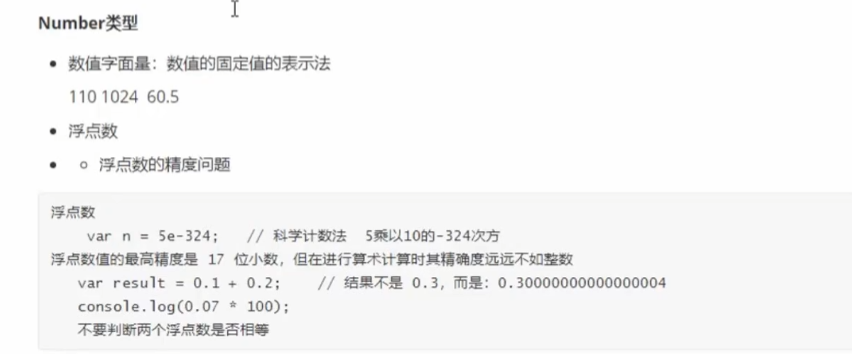 Number类型
数值字面量：数值的固定值的表示法
110 1024 60.5
浮点数
浮点数的精度问题
浮点数
var n = 5e-324; // 科学计数法 5乘以10的-324次方
浮点数值的最高精度是 17 位小数，但在进行算术计算时其精确度远远不如整数
var result = 0.1 + 0.2; // 结果不是 0.3，而是：0.30000000000000004
console.log(0.07 * 100);
不要判断两个浮点数是否相等